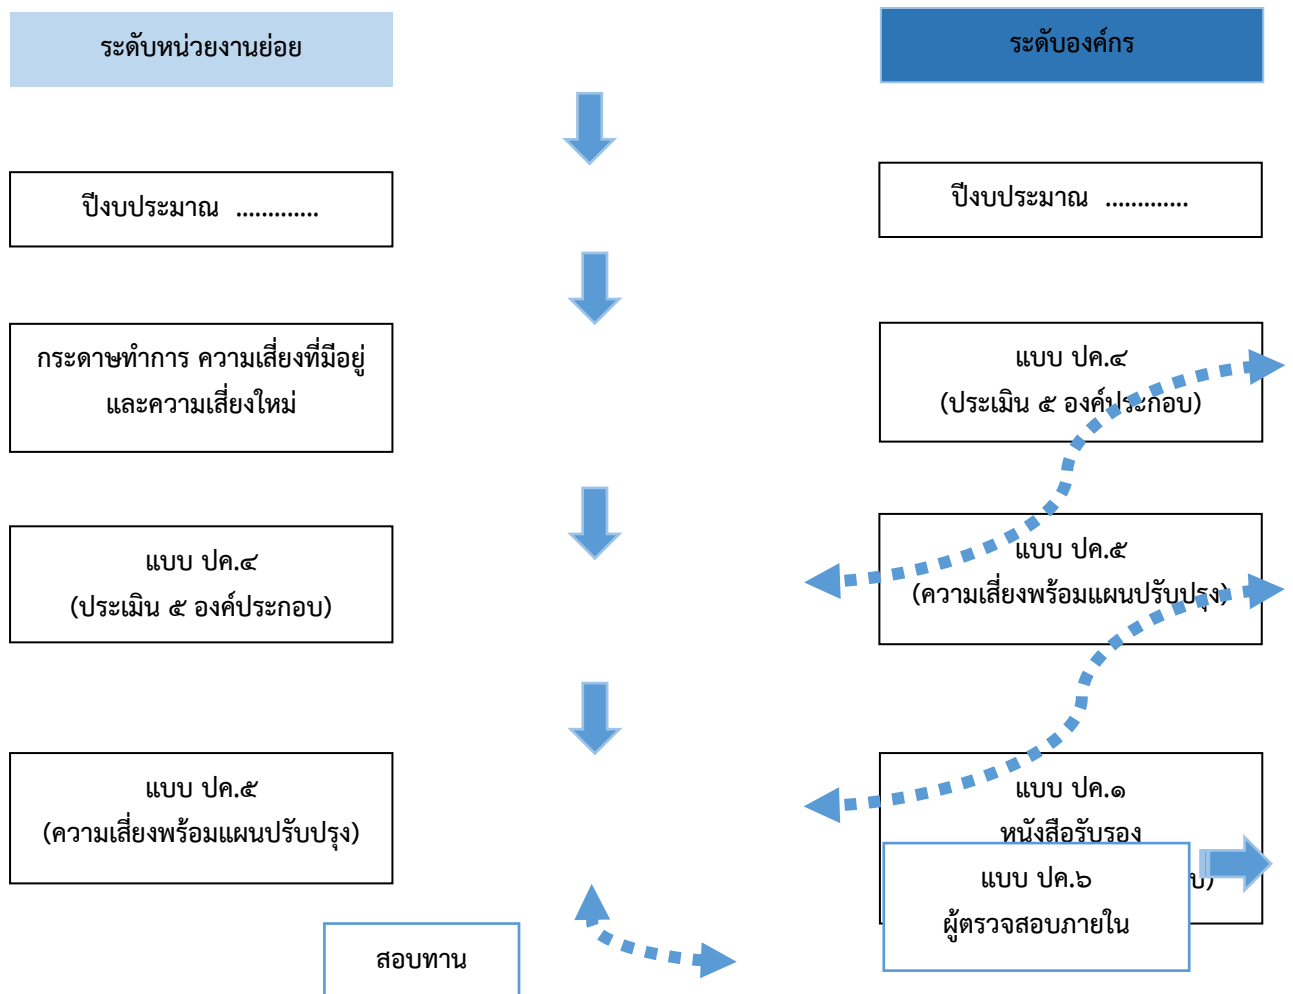 ระดับหน่วยงานย่อย
ระดับองค์กร
ปีงบประมาณ .............
ปีงบประมาณ .............
กระดาษทำการ ความเสี่ยงที่มีอยู่
และความเสี่ยงใหม่
แบบ ปค.๔
(ประเมิน ๕ องค์ประกอบ)
แบบ ปค.๔
(ประเมิน ๕ องค์ประกอบ)
แบบ ปค.๕
(ความเสี่ยงพร้อมแผนปรับปรุง)
แบบ ปค.๕
(ความเสี่ยงพร้อมแผนปรับปรุง)
แบบ ปค.๑
หนังสือรับรอง
แบบ ปค.๖
ผู้ตรวจสอบภายใน
สอบทาน